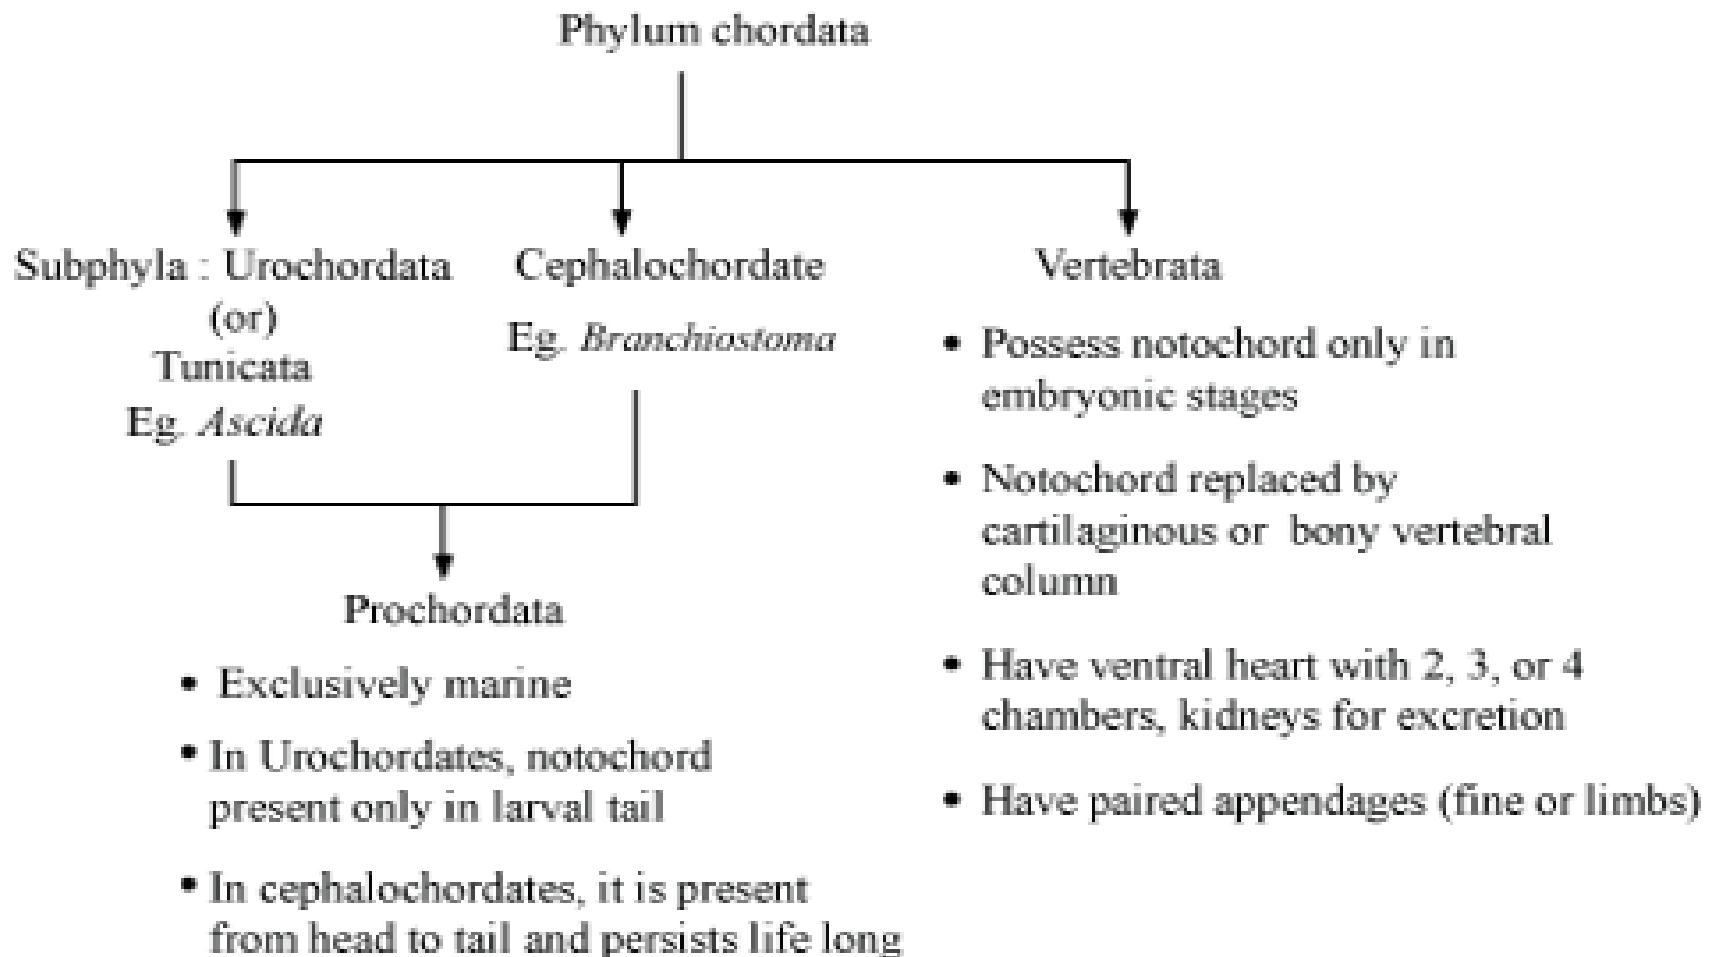 Phylum chordata
Subphyla : Urochordata
(or)
Tunicata
Eg. Ascida
Cephalochordate
Eg. Branchiostoma
Prochordata
• Exclusively marine
• In Urochordates, notochord
present only in larval tail
• In cephalochordates, it is present
from head to tail and persists life long
Vertebrata
• Possess notochord only in
embryonic stages
• Notochord replaced by
cartilaginous or bony vertebral
column
• Have ventral heart with 2, 3, or 4
chambers, kidneys for excretion
• Have paired appendages (fine or limbs)